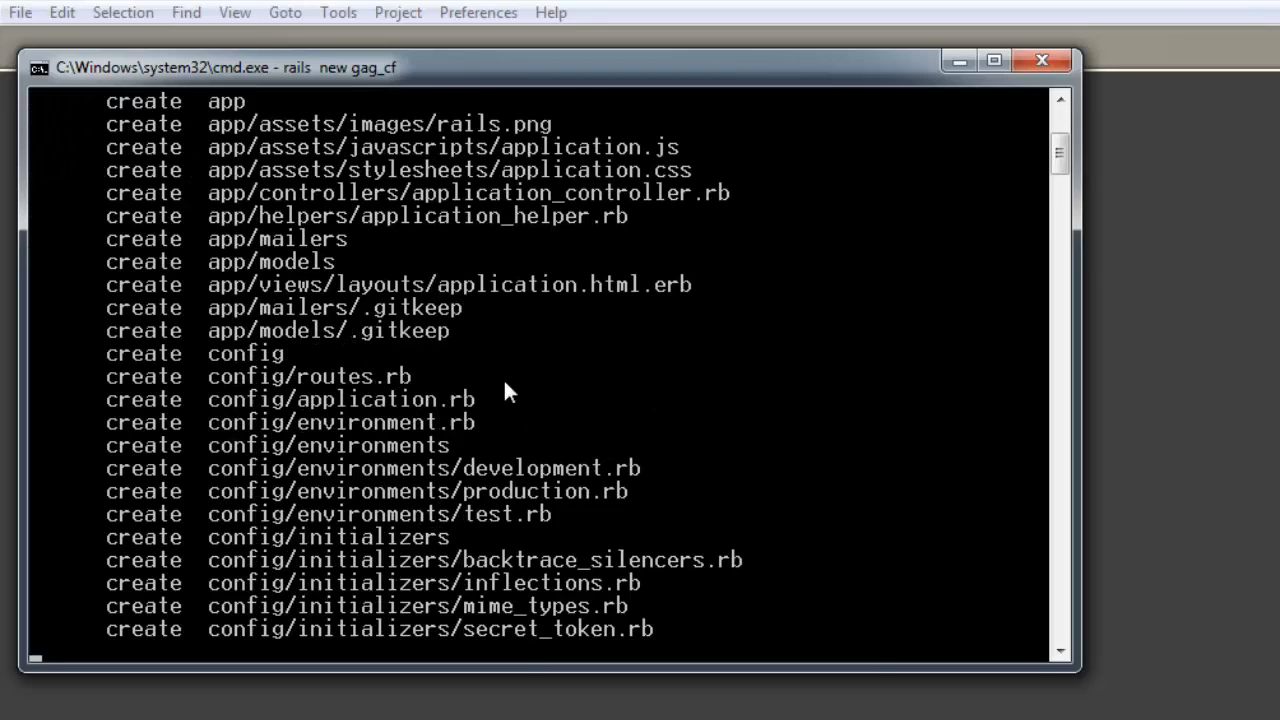 File Edit Selection Find View Goto Tools Project Preferences Help
C:\Windows\system32\cmd.exe - rails  new gag_cf
create  app
create  app/assets/images/rails.png
create  app/assets/javascripts/application.js
create  app/assets/stylesheets/application.css
create  app/controllers/application_controller.rb
create  app/helpers/application_helper.rb
create  app/mailers
create  app/models
create  app/views/layouts/application.html.erb
create  app/mailers/.gitkeep
create  app/models/.gitkeep
create  config
create  config/routes.rb
create  config/application.rb
create  config/environment.rb
create  config/environments
create  config/environments/development.rb
create  config/environments/production.rb
create  config/environments/test.rb
create  config/initializers
create  config/initializers/backtrace_silencers.rb
create  config/initializers/inflections.rb
create  config/initializers/mime_types.rb
create  config/initializers/secret_token.rb